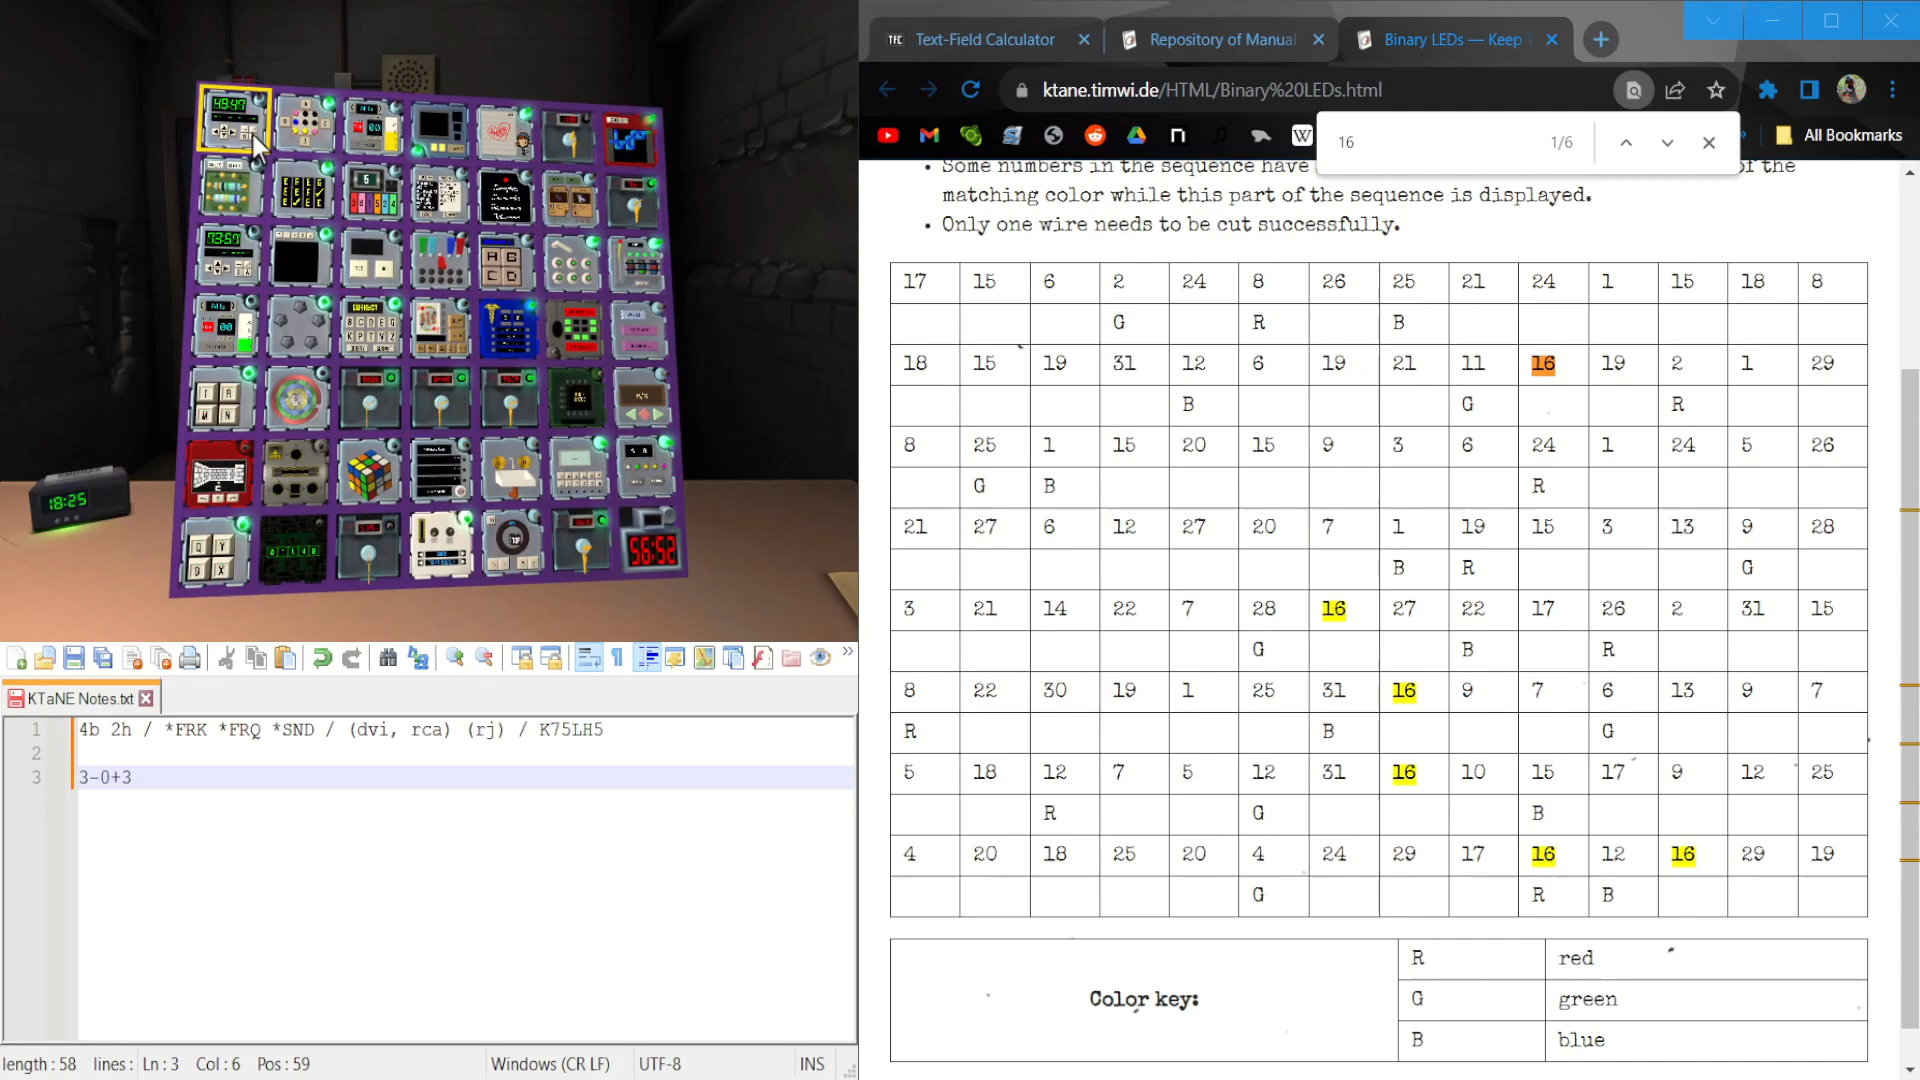 Text-Field Calculator
Repository of Manual
Binary LEDs — Keep T
ktane.timwi.de/HTML/Binary%20LEDs.html
All Bookmarks
16
1/6
Some numbers in the sequence have
of the
matching color while this part of the sequence is displayed.
Only one wire needs to be cut successfully.
17 15 6 2 24 8 26 25 21 24 1 15 18 8
G R B
18 15 19 31 12 6 19 21 11 16 19 2 1 29
B G R
8 25 1 15 20 15 9 3 6 24 1 24 5 26
G B R
21 27 6 12 27 20 7 1 19 15 3 13 9 28
B R G
3 21 14 22 7 28 16 27 22 17 26 2 31 15
G B R
8 22 30 19 1 25 31 16 9 7 6 13 9 7
R B G
5 18 12 7 5 12 31 16 10 15 17 9 12 25
R G B
4 20 18 25 20 4 24 29 17 16 12 16 29 19
G R B
Color key:
R red
G green
B blue
18:25
56:52
KTaNE Notes.txt
1 4b 2h / *FRK *FRQ *SND / (dvi, rca) (rj) / K75LH5
2
3 3-0+3
length : 58 lines : Ln : 3 Col : 6 Pos : 59 Windows (CR LF) UTF-8 INS